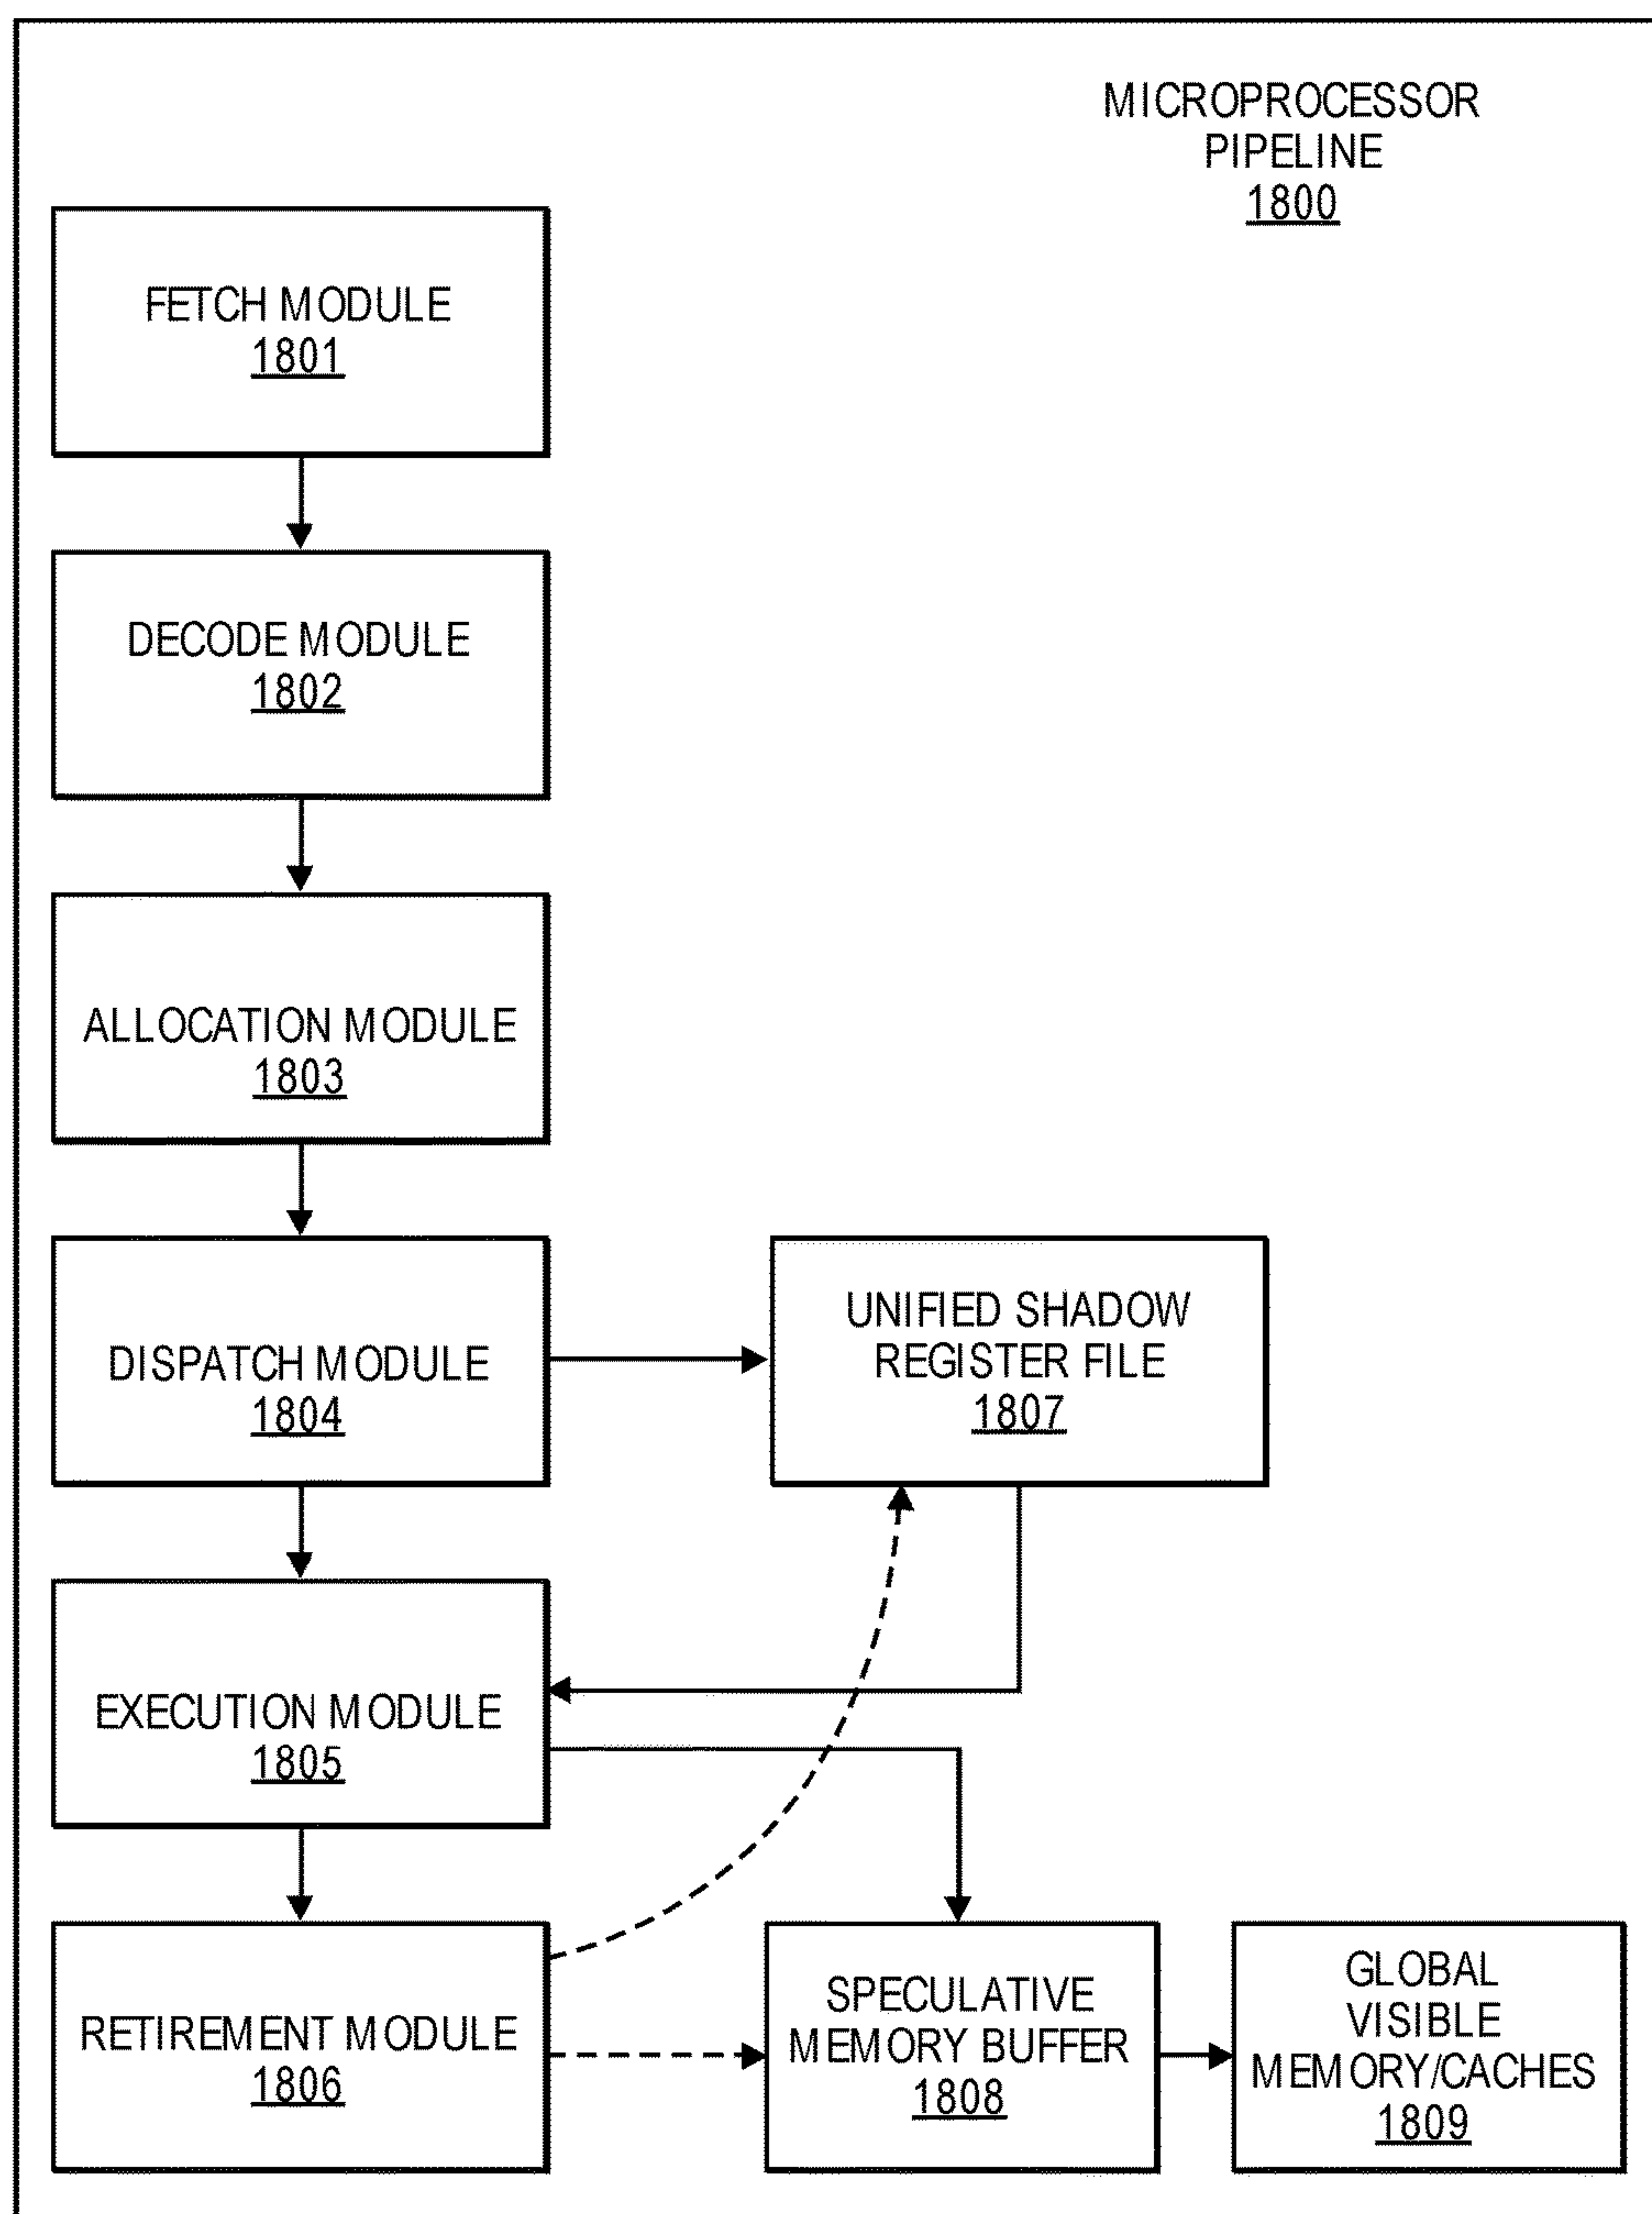 MICROPROCESSOR
PIPELINE
1800
FETCH MODULE
1801
DECODE MODULE
1802
ALLOCATION MODULE
1803
DISPATCH MODULE
1804
UNIFIED SHADOW
REGISTER FILE
1807
EXECUTION MODULE
1805
RETIREMENT MODULE
1806
SPECULATIVE
MEMORY BUFFER
1808
GLOBAL
VISIBLE
MEMORY/CACHES
1809